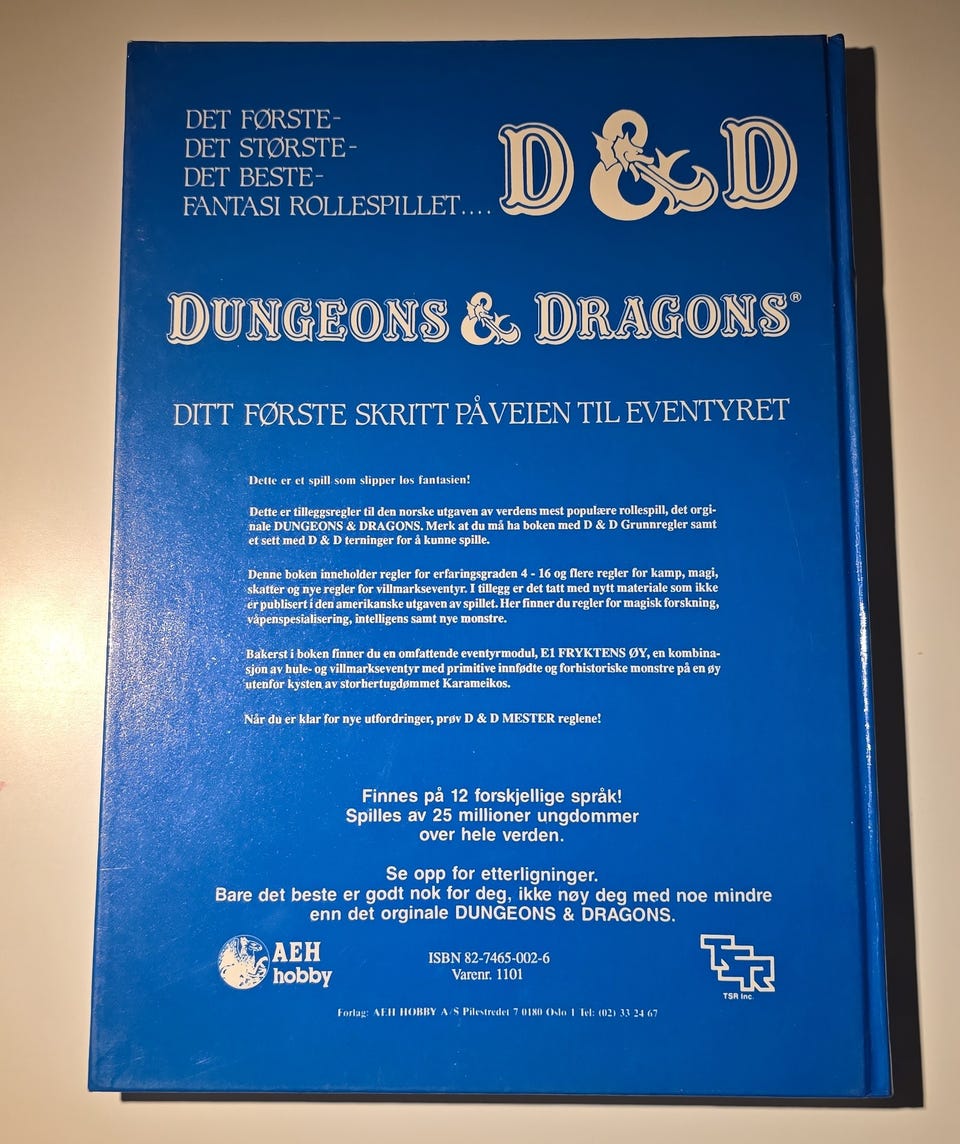 DET FØRSTE-
DET STØRSTE-
DET BESTE-
FANTASI ROLLESPILLET....
D&D
DUNGEONS & DRAGONS®
DITT FØRSTE SKRITT PÅ VEIEN TIL EVENTYRET
Dette er et spill som slipper løs fantasien!
Dette er tilleggsregler til den norske utgaven av verdens mest populære rollespill, det orgi-
nale DUNGEONS & DRAGONS. Merk at du må ha boken med D & D Grunnregler samt
et sett med D & D terninger for å kunne spille.
Denne boken inneholder regler for erfaringsgraden 4 - 16 og flere regler for kamp, magi,
skatter og nye regler for villmarkseventyr. I tillegg er det tatt med nytt materiale som ikke
er publisert i den amerikanske utgaven av spillet. Her finner du regler for magisk forskning,
våpenspesialisering, intelligens samt nye monstre.
Bakerst i boken finner du en omfattende eventyrmodul, E1 FRYKTENS ØY, en kombina-
sjon av hule- og villmarkseventyr med primitive innfødte og forhistoriske monstre på en øy
utenfor kysten av storhertugdømmet Karameikos.
Når du er klar for nye utfordringer, prøv D & D MESTER reglene!
Finnes på 12 forskjellige språk!
Spilles av 25 millioner ungdommer
over hele verden.
Se opp for etterligninger.
Bare det beste er godt nok for deg, ikke nøy deg med noe mindre
enn det orginale DUNGEONS & DRAGONS.
AEH
hobby
ISBN 82-7465-002-6
Varenr. 1101
TSR
TSR Inc.
Forlag: AEH HOBBY A/S Pilestredet 7 0180 Oslo 1 Tel: (02) 33 24 67